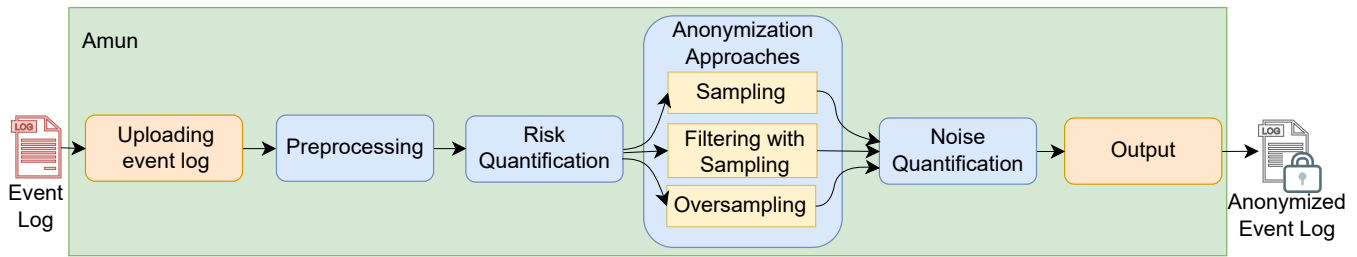 Amun
LOG
Event
Log
Uploading
event log
Preprocessing
Risk
Quantification
Anonymization
Approaches
Sampling
Filtering with
Sampling
Oversampling
Noise
Quantification
Output
LOG
Anonymized
Event Log